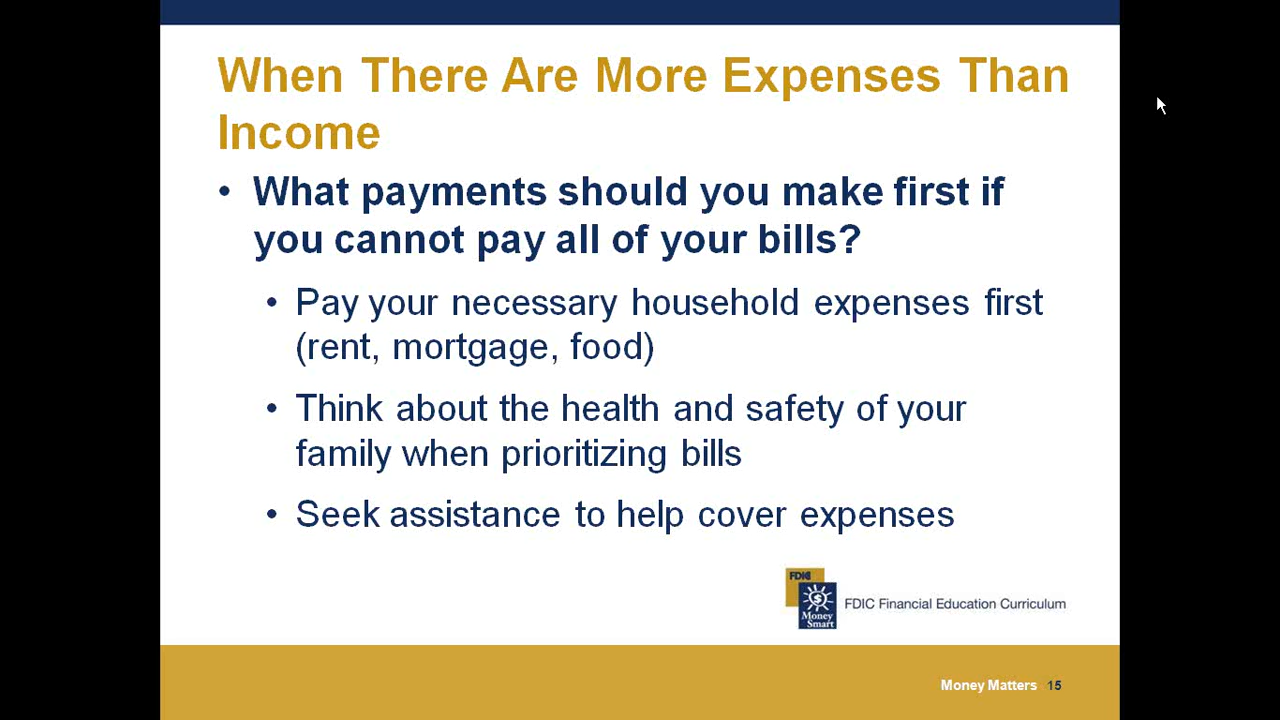 When There Are More Expenses Than
Income
• What payments should you make first if
you cannot pay all of your bills?
• Pay your necessary household expenses first
(rent, mortgage, food)
• Think about the health and safety of your
family when prioritizing bills
• Seek assistance to help cover expenses
FDIC
$
Money
Smart
FDIC Financial Education Curriculum
Money Matters 15